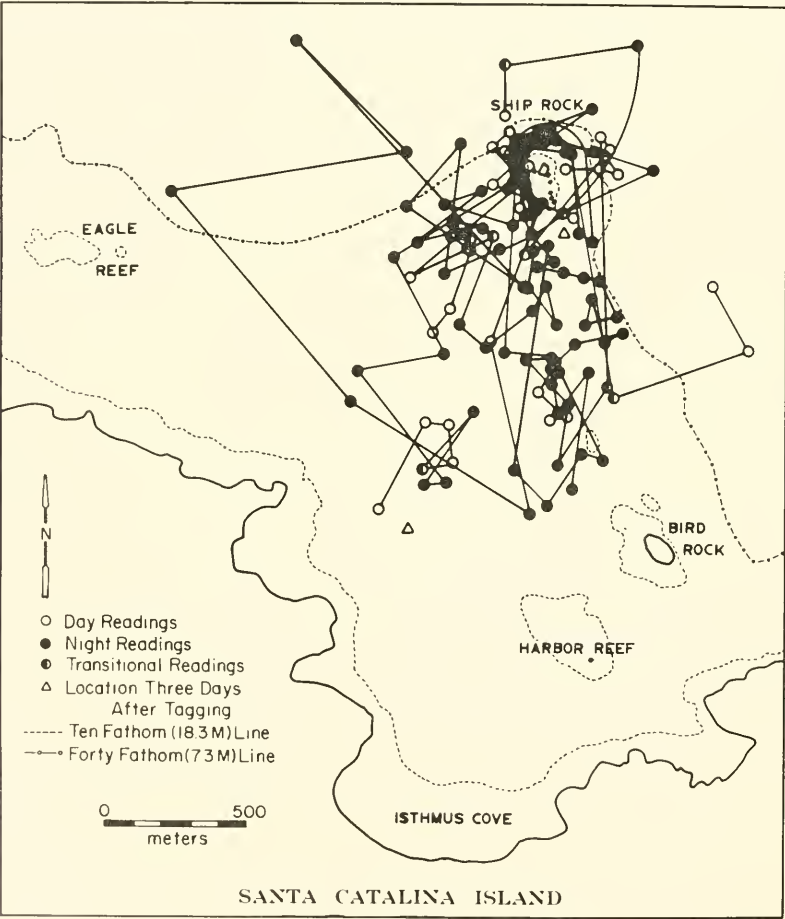 SHIP ROCK
EAGLE
REEF
N
BIRD
ROCK
Day Readings
Night Readings
Transitional Readings
Location Three Days
After Tagging
Ten Fathom (18.3 M) Line
Forty Fathom (73 M) Line
HARBOR REEF
0 500
meters
ISTHMUS COVE
SANTA CATALINA ISLAND